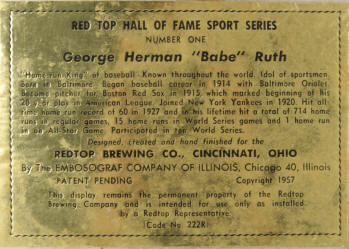 RED TOP HALL OF FAME SPORT SERIES
NUMBER ONE
George Herman "Babe" Ruth
"Home-run King" of baseball. Known throughout the world. Idol of sportsmen.
Born in Baltimore. Began baseball career in 1914 with Baltimore Orioles.
Became pitcher for Boston Red Sox in 1915, which marked beginning of his
year play in American League. Joined New York Yankees in 1920. Hit all
time home run record of 60 in 1927 and in his lifetime hit a total of 714 home
runs in regular games, 15 home runs in World Series games and 1 home run
in an All-Star Game. Participated in ten World Series.
Designed, created and hand finished for the
REDTOP BREWING CO., CINCINNATI, OHIO
By The EMBOSOGRAF COMPANY OF ILLINOIS, Chicago 40, Illinois
PATENT PENDING Copyright 1957
This display remains the permanent property of the Redtop
Brewing Company and is intended for use only as installed
by a Redtop Representative.
(Code No. 222R)